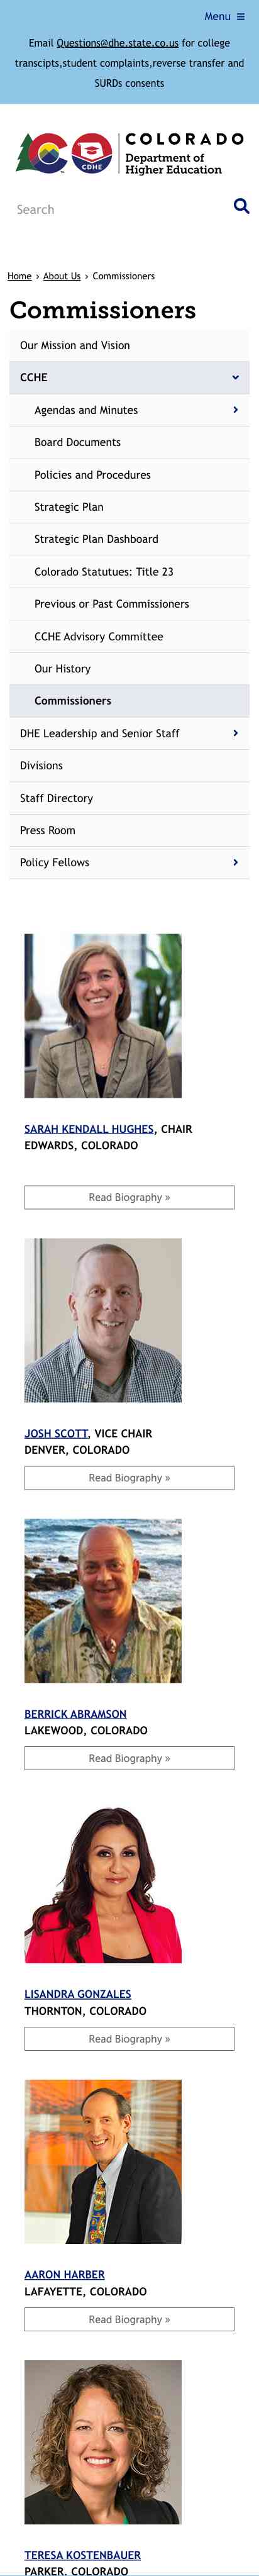 Menu
Email Questions@dhe.state.co.us for college
transcipts,student complaints,reverse transfer and
SURDs consents
CO
CDHE
COLORADO
Department of
Higher Education
Search
Home › About Us › Commissioners
Commissioners
Our Mission and Vision
CCHE
Agendas and Minutes
Board Documents
Policies and Procedures
Strategic Plan
Strategic Plan Dashboard
Colorado Statutues: Title 23
Previous or Past Commissioners
CCHE Advisory Committee
Our History
Commissioners
DHE Leadership and Senior Staff
Divisions
Staff Directory
Press Room
Policy Fellows
SARAH KENDALL HUGHES, CHAIR
EDWARDS, COLORADO
Read Biography »
JOSH SCOTT, VICE CHAIR
DENVER, COLORADO
Read Biography »
BERRICK ABRAMSON
LAKEWOOD, COLORADO
Read Biography »
LISANDRA GONZALES
THORNTON, COLORADO
Read Biography »
AARON HARBER
LAFAYETTE, COLORADO
Read Biography »
TERESA KOSTENBAUER
PARKER, COLORADO